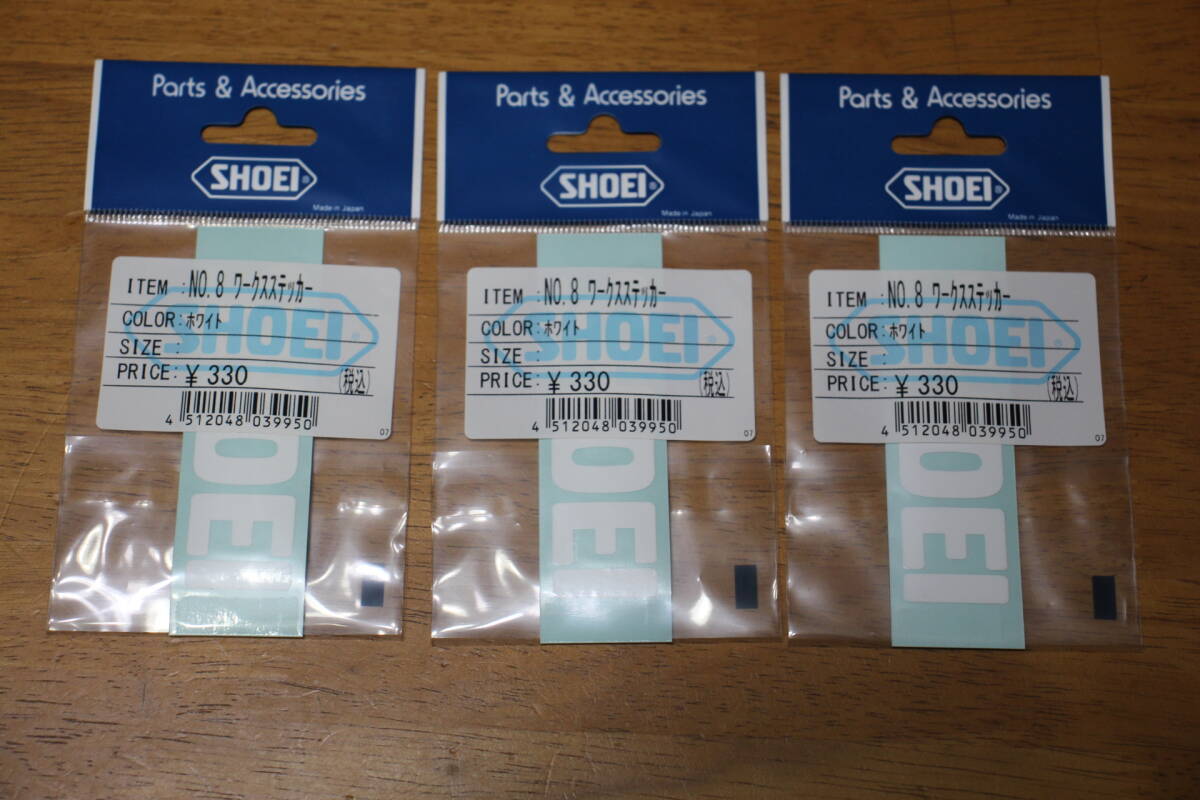 Parts & Accessories
SHOEI®
Made in Japan
ITEM :NO.8 ワークスステッカー
COLOR:ホワイト
SIZE :
PRICE:¥330 (税込)
4 512048 039950
SHOEI
OEI
Parts & Accessories
SHOEI®
Made in Japan
ITEM :NO.8 ワークスステッカー
COLOR:ホワイト
SIZE :
PRICE:¥330 (税込)
4 512048 039950
07
SHOEI
OEI
Parts & Accessories
SHOEI®
Made in Japan
ITEM :NO.8 ワークスステッカー
COLOR:ホワイト
SIZE :
PRICE:¥330 (税込)
4 512048 039950
07
SHOEI
OEI